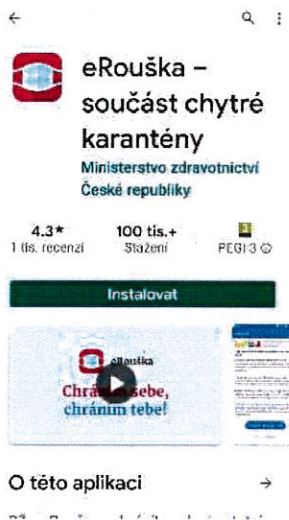 eRouška –
součást chytré
karantény
Ministerstvo zdravotnictví
České republiky
4.3★ 100 tis.+ 3
1 tis. recenzí Stažení PEGI 3
Instalovat
eRouška
Chráním sebe,
chráním tebe!
O této aplikaci